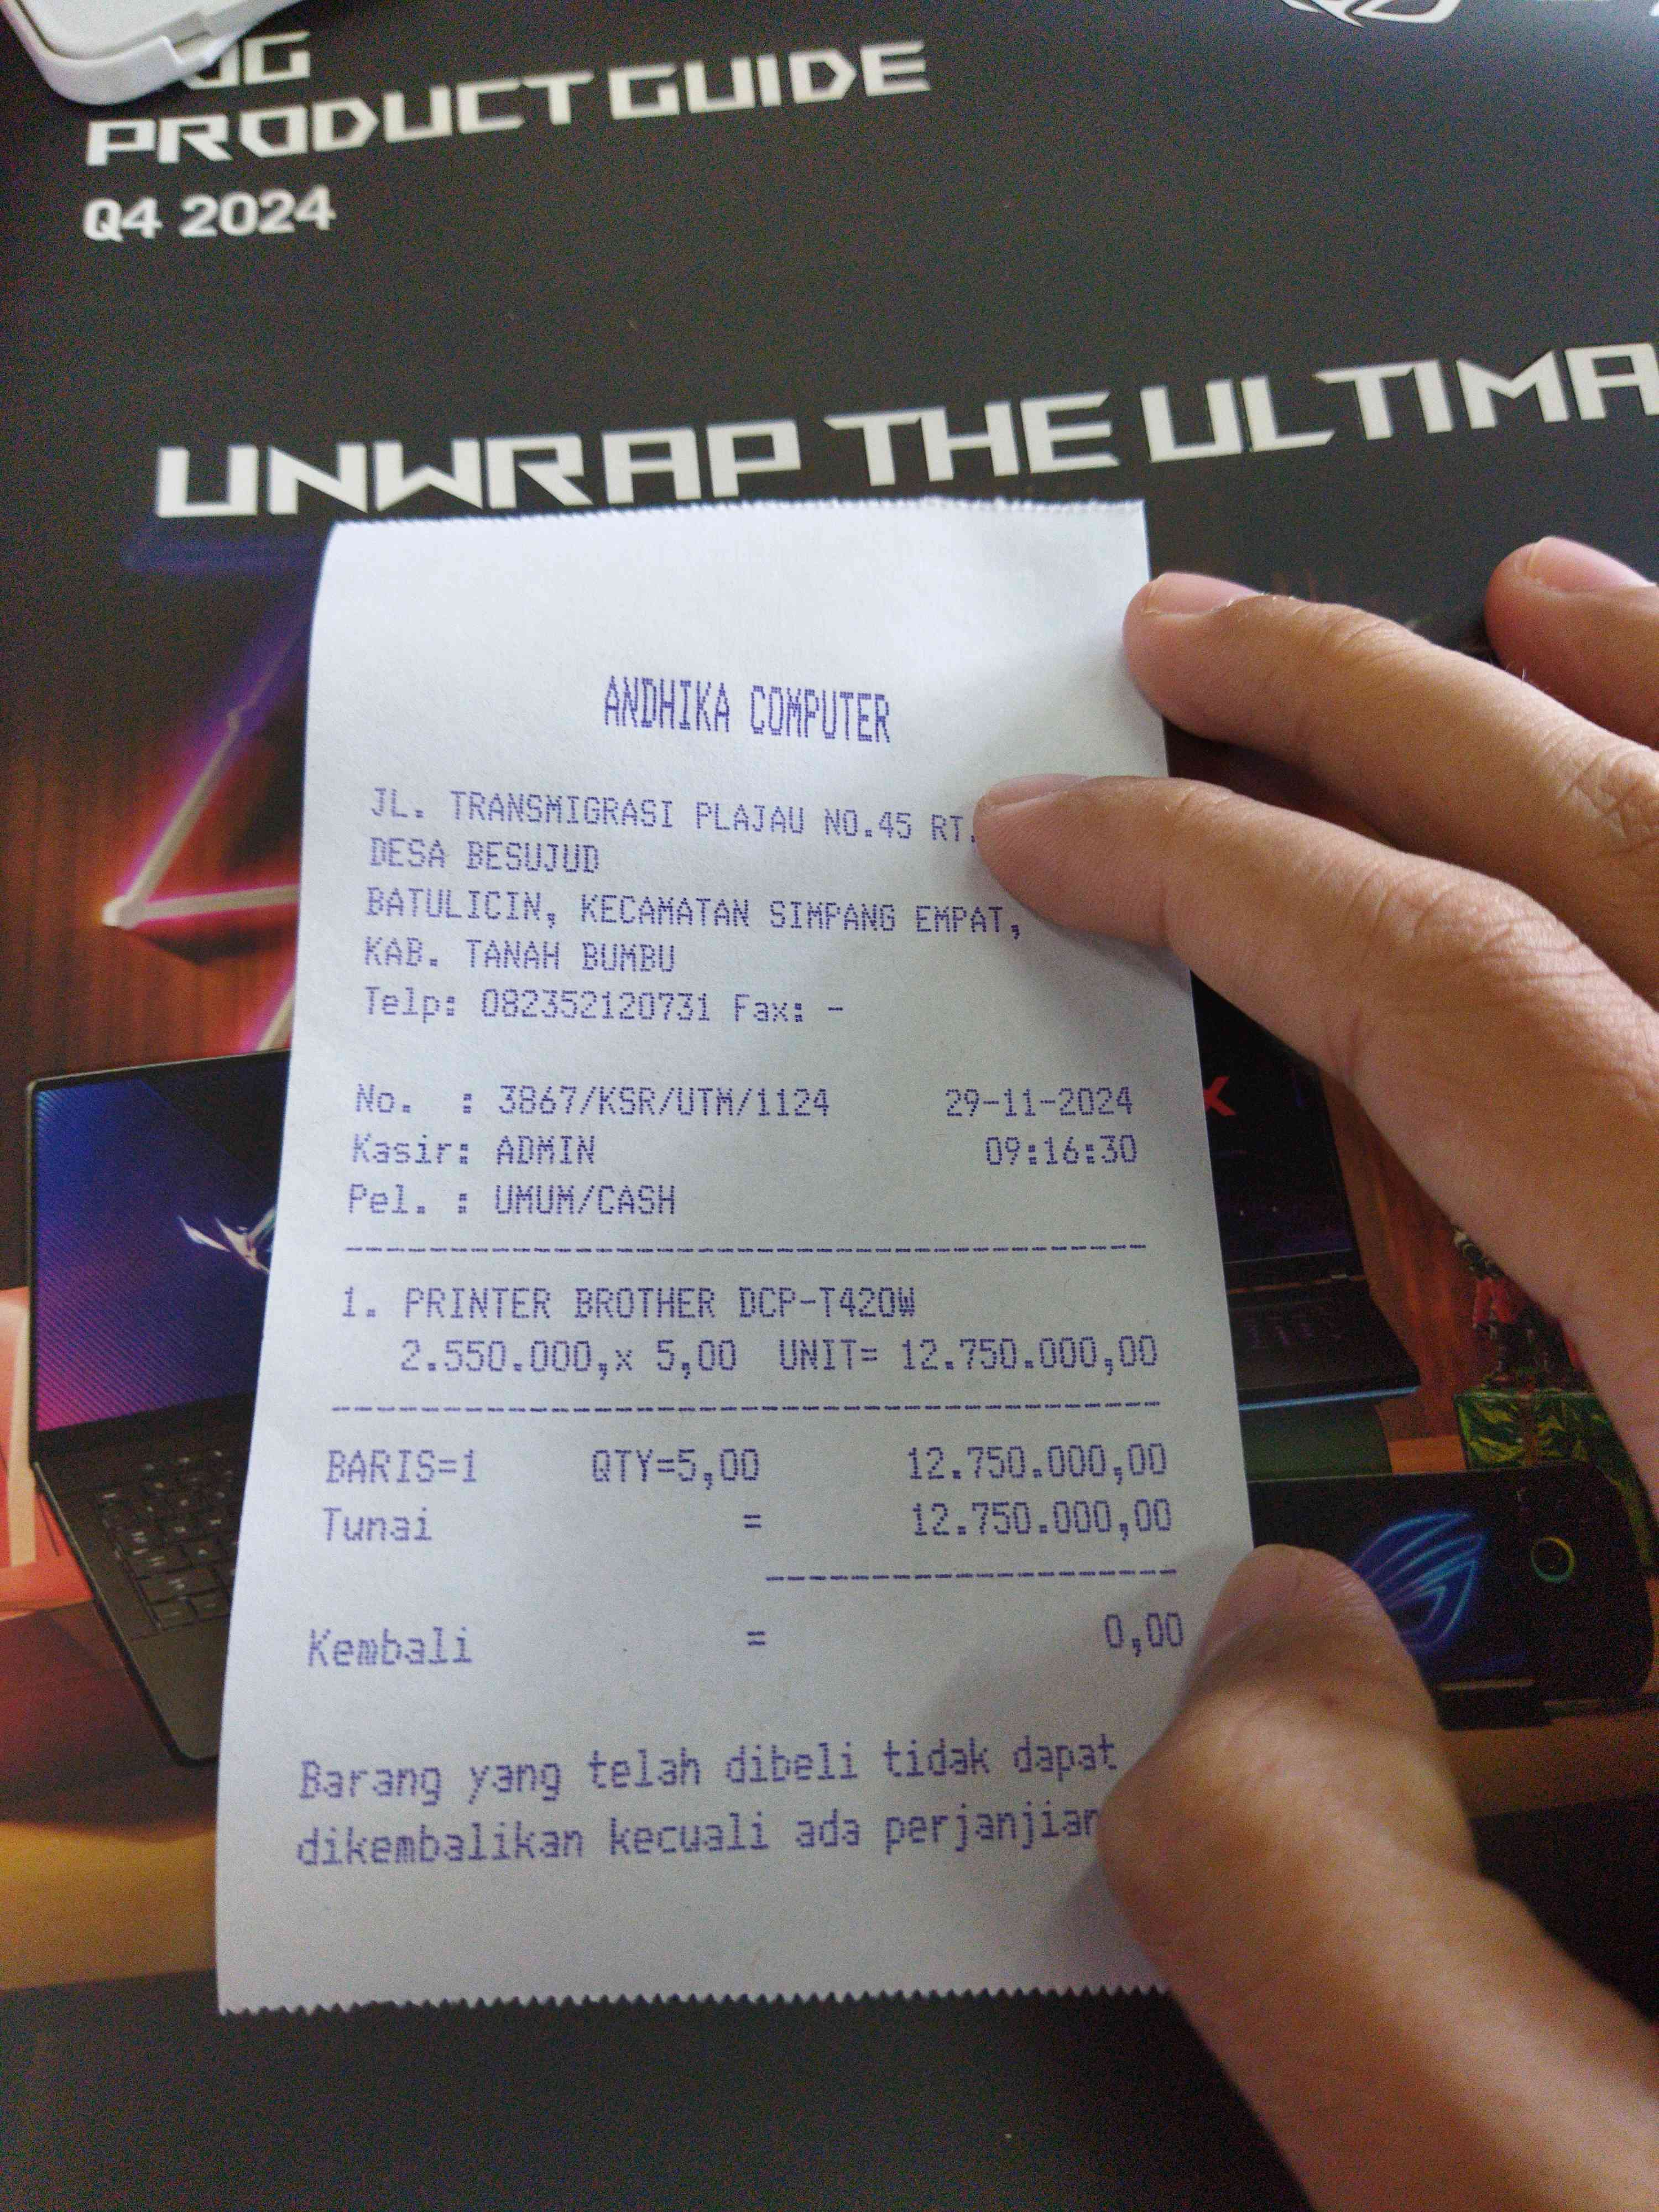 PRODUCT GUIDE
Q4 2024
UNWRAP THE
ANDHIKA COMPUTER
JL. TRANSMIGRASI PLAJAU NO.45 RT.
DESA BESUJUD
BATULICIN, KECAMATAN SIMPANG EMPAT,
KAB. TANAH BUMBU
Telp: 082352120731 Fax: -
No. : 3867/KSR/UTM/1124 29-11-2024
Kasir: ADMIN 09:16:30
Pel. : UMUM/CASH
1. PRINTER BROTHER DCP-T420W
2.550.000,x 5,00 UNIT= 12.750.000,00
BARIS=1 QTY=5,00 12.750.000,00
Tunai = 12.750.000,00
Kembali = 0,00
Barang yang telah dibeli tidak dapat
dikembalikan kecuali ada perjanjian